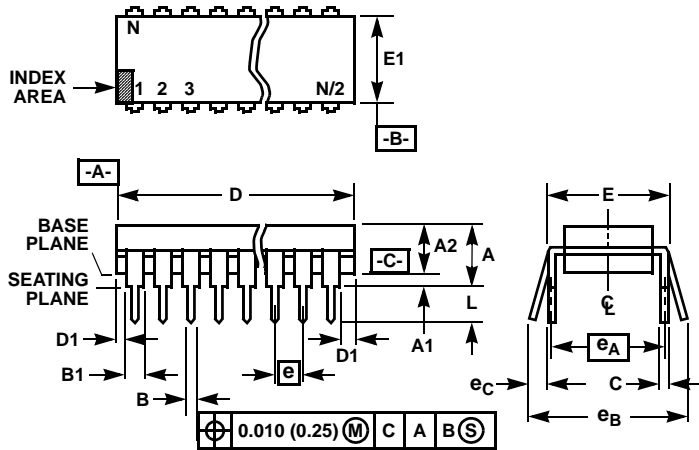 N
E1
INDEX
AREA
1 2 3 N/2
-B-
-A-
D
E
BASE
PLANE
A2
A
-C-
SEATING
PLANE
L
C
L
D1
A1
D1
e
eA
B1
eC
C
B
eB
0.010 (0.25) M C A B S